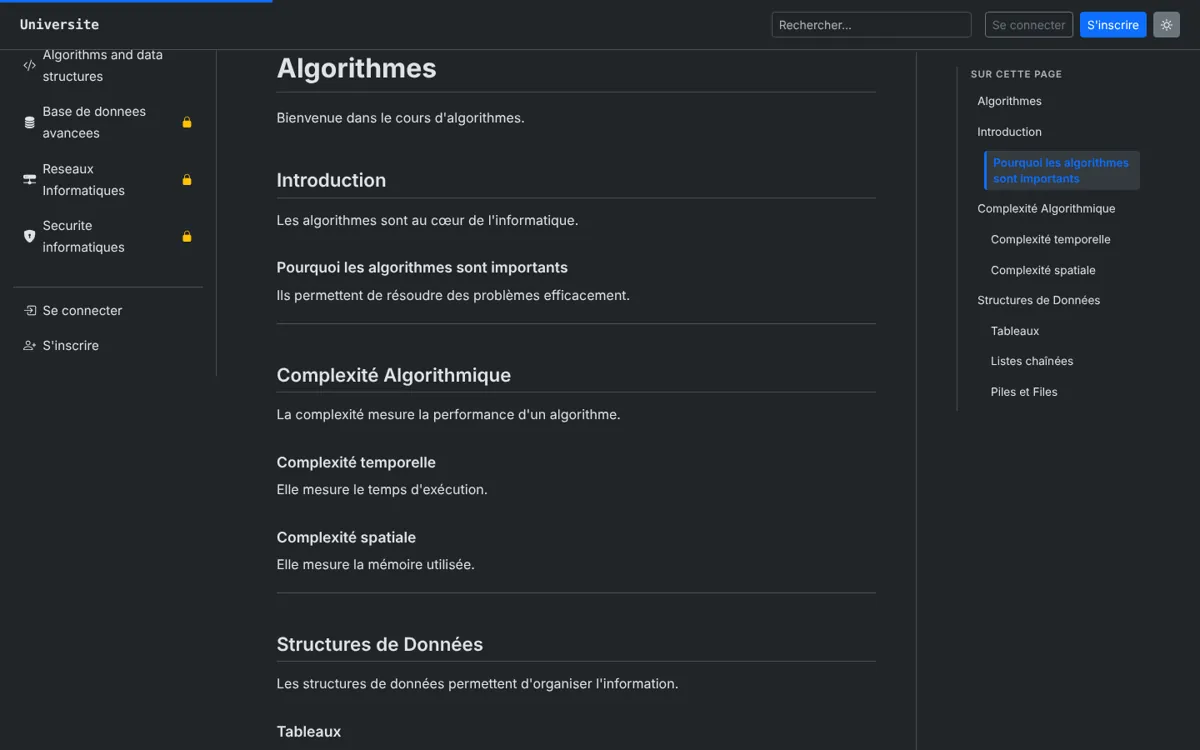 Universite
Rechercher...
Se connecter
S'inscrire
Algorithms and data
structures
Base de donnees
avancees
Reseaux
Informatiques
Securite
informatiques
Se connecter
S'inscrire
Algorithmes
Bienvenue dans le cours d'algorithmes.
Introduction
Les algorithmes sont au cœur de l'informatique.
Pourquoi les algorithmes sont importants
Ils permettent de résoudre des problèmes efficacement.
Complexité Algorithmique
La complexité mesure la performance d'un algorithme.
Complexité temporelle
Elle mesure le temps d'exécution.
Complexité spatiale
Elle mesure la mémoire utilisée.
Structures de Données
Les structures de données permettent d'organiser l'information.
Tableaux
SUR CETTE PAGE
Algorithmes
Introduction
Pourquoi les algorithmes
sont importants
Complexité Algorithmique
Complexité temporelle
Complexité spatiale
Structures de Données
Tableaux
Listes chaînées
Piles et Files